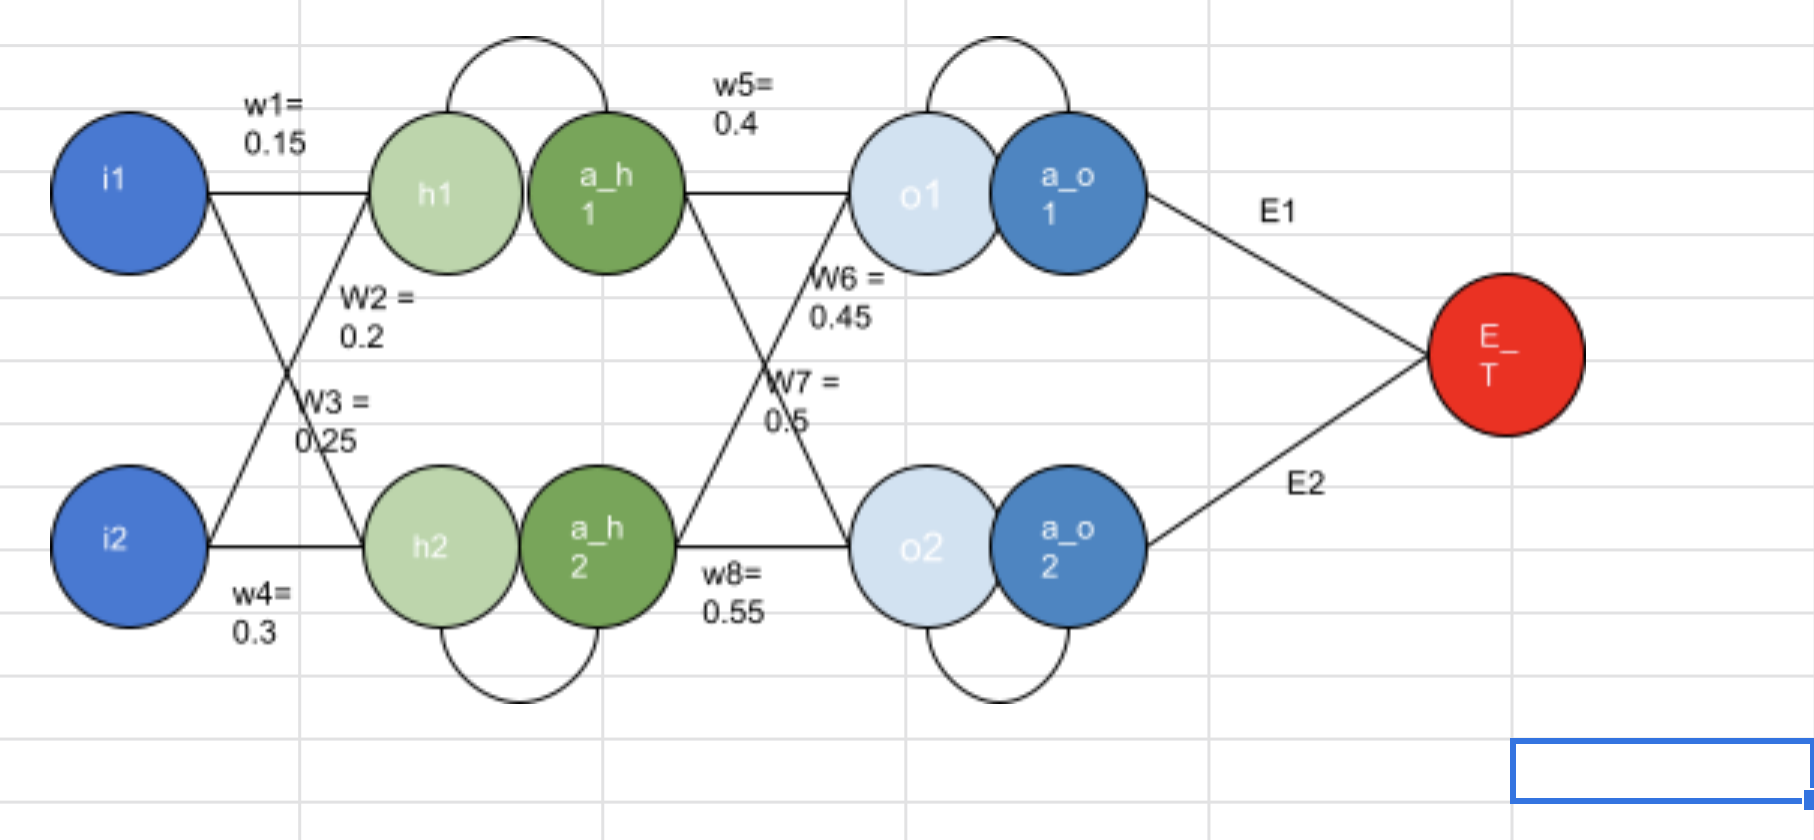 w1=
0.15
w5=
0.4
i1
h1
a_h
1
o1
a_o
1
E1
W2 =
0.2
W6 =
0.45
E_
T
W3 =
0.25
W7 =
0.5
E2
i2
h2
a_h
2
o2
a_o
2
w4=
0.3
w8=
0.55